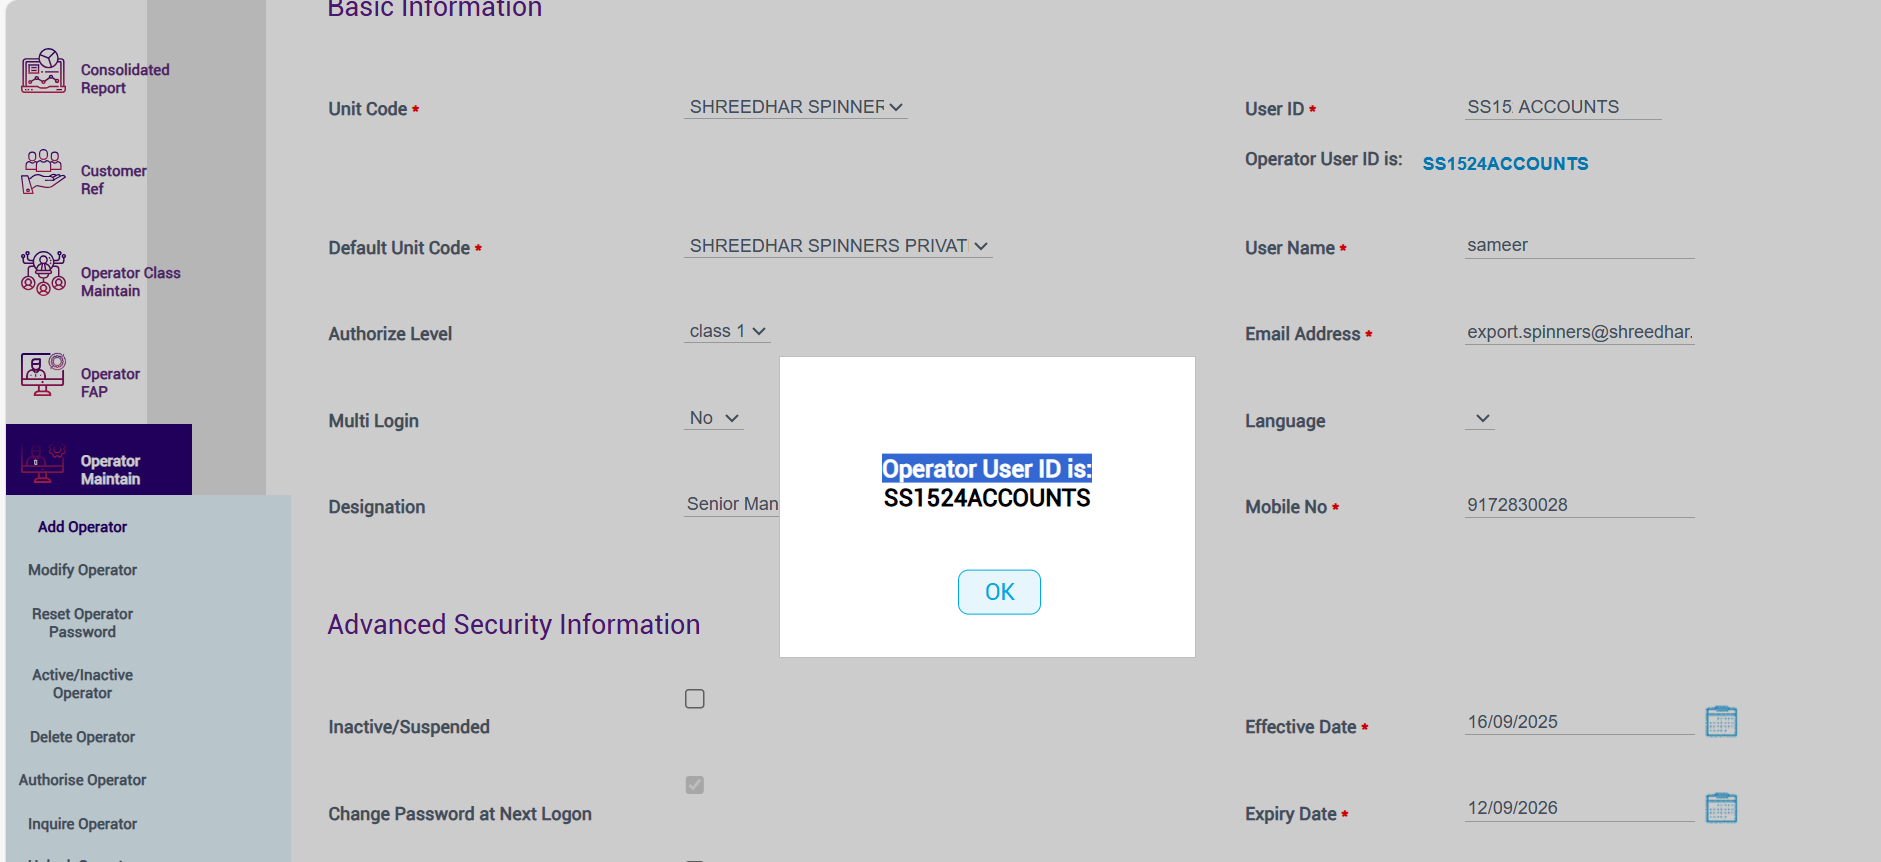 Basic Information
Consolidated
Report
Customer
Ref
Operator Class
Maintain
Operator
FAP
Operator
Maintain
Add Operator
Modify Operator
Reset Operator
Password
Active/Inactive
Operator
Delete Operator
Authorise Operator
Inquire Operator
Unit Code * SHREEDHAR SPINNER
User ID * SS15 ACCOUNTS
Operator User ID is: SS1524ACCOUNTS
Default Unit Code * SHREEDHAR SPINNERS PRIVAT
User Name * sameer
Authorize Level class 1
Email Address * export.spinners@shreedhar.
Multi Login No
Language
Designation Senior Man
Mobile No * 9172830028
Operator User ID is:
SS1524ACCOUNTS
OK
Advanced Security Information
Inactive/Suspended
Effective Date * 16/09/2025
Change Password at Next Logon
Expiry Date * 12/09/2026